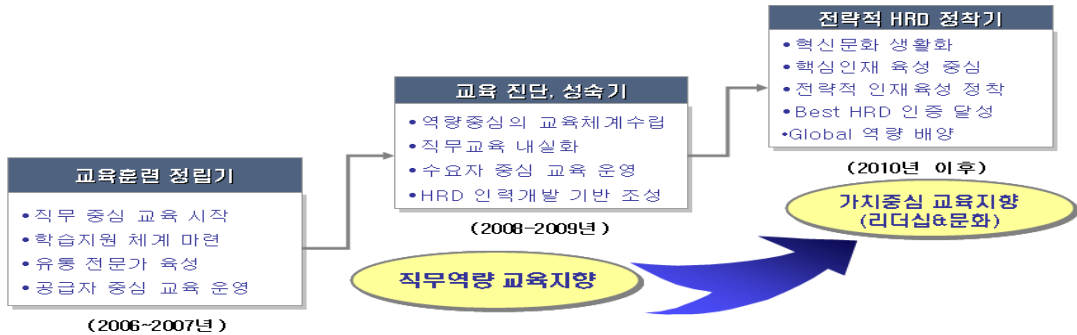 교육훈련 정립기
•직무 중심 교육 시작
•학습지원 체계 마련
•유통 전문가 육성
•공급자 중심 교육 운영
(2006~2007년)
교육 진단, 성숙기
•역량중심의 교육체계수립
•직무교육 내실화
•수요자 중심 교육 운영
•HRD 인력개발 기반 조성
(2008-2009년)
전략적 HRD 정착기
•혁신문화 생활화
•핵심인재 육성 중심
•전략적 인재육성 정착
•Best HRD 인증 달성
•Global 역량 배양
(2010년 이후)
직무역량 교육지향
가치중심 교육지향
(리더십&문화)